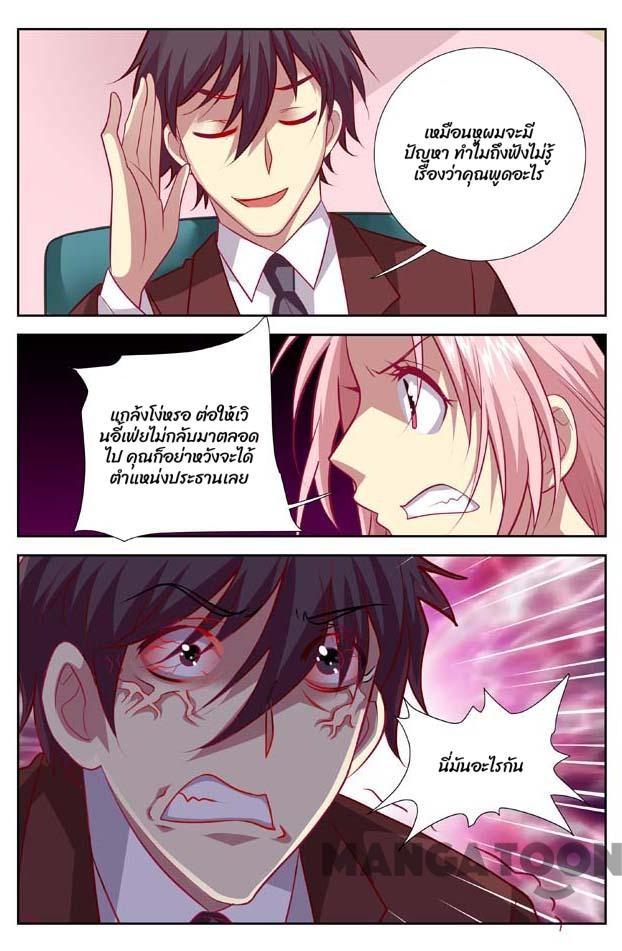 เหมือนหูผมจะมี
ปัญหา ทำไมถึงฟังไม่รู้
เรื่องว่าคุณพูดอะไร
แกล้งโง่หรอ ต่อให้เวิ
นอี้เฟ่ยไม่กลับมาตลอด
ไป คุณก็อย่าหวังจะได้
ตำแหน่งประธานเลย
นี่มันอะไรกัน
MANGATOON